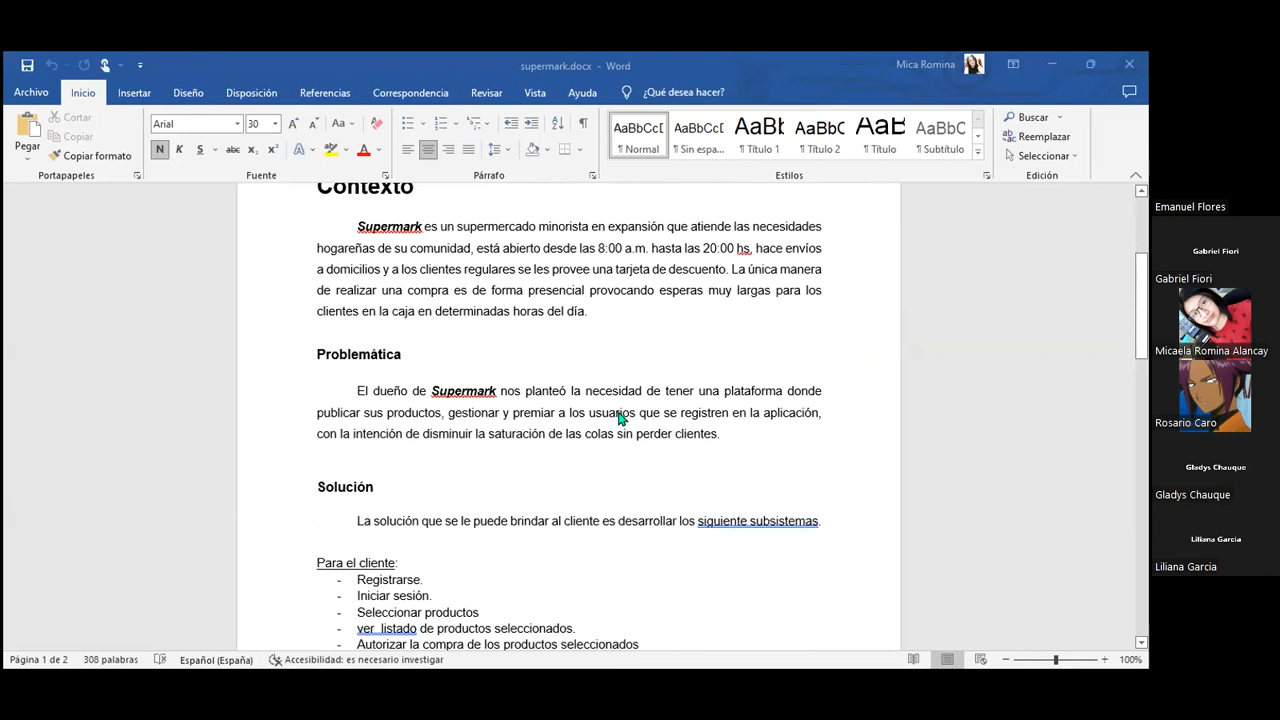 supermark.docx - Word
Mica Romina
Archivo Inicio Insertar Diseño Disposición Referencias Correspondencia Revisar Vista Ayuda ¿Qué desea hacer?
Pegar
Cortar
Copiar
Copiar formato
Portapapeles
Arial 30
Aa
N K S abc x₂ x² A A
Fuente
Párrafo
AaBbCcD AaBbCcD AaBb AaBbC AaB AaBbC
¶ Normal ¶ Sin espa... ¶ Título 1 ¶ Título 2 ¶ Título ¶ Subtítulo
Estilos
Buscar
Reemplazar
Seleccionar
Edición
Contexto
Supermark es un supermercado minorista en expansión que atiende las necesidades
hogareñas de su comunidad, está abierto desde las 8:00 a.m. hasta las 20:00 hs, hace envíos
a domicilios y a los clientes regulares se les provee una tarjeta de descuento. La única manera
de realizar una compra es de forma presencial provocando esperas muy largas para los
clientes en la caja en determinadas horas del día.
Problemática
El dueño de Supermark nos planteó la necesidad de tener una plataforma donde
publicar sus productos, gestionar y premiar a los usuarios que se registren en la aplicación,
con la intención de disminuir la saturación de las colas sin perder clientes.
Solución
La solución que se le puede brindar al cliente es desarrollar los siguiente subsistemas.
Para el cliente:
- Registrarse.
- Iniciar sesión.
- Seleccionar productos
- ver listado de productos seleccionados.
- Autorizar la compra de los productos seleccionados
Página 1 de 2 308 palabras Español (España) Accesibilidad: es necesario investigar 100%
Emanuel Flores
Gabriel Fiori
Gabriel Fiori
Micaela Romina Alancay
Rosario Caro
Gladys Chauque
Gladys Chauque
Liliana Garcia
Liliana Garcia